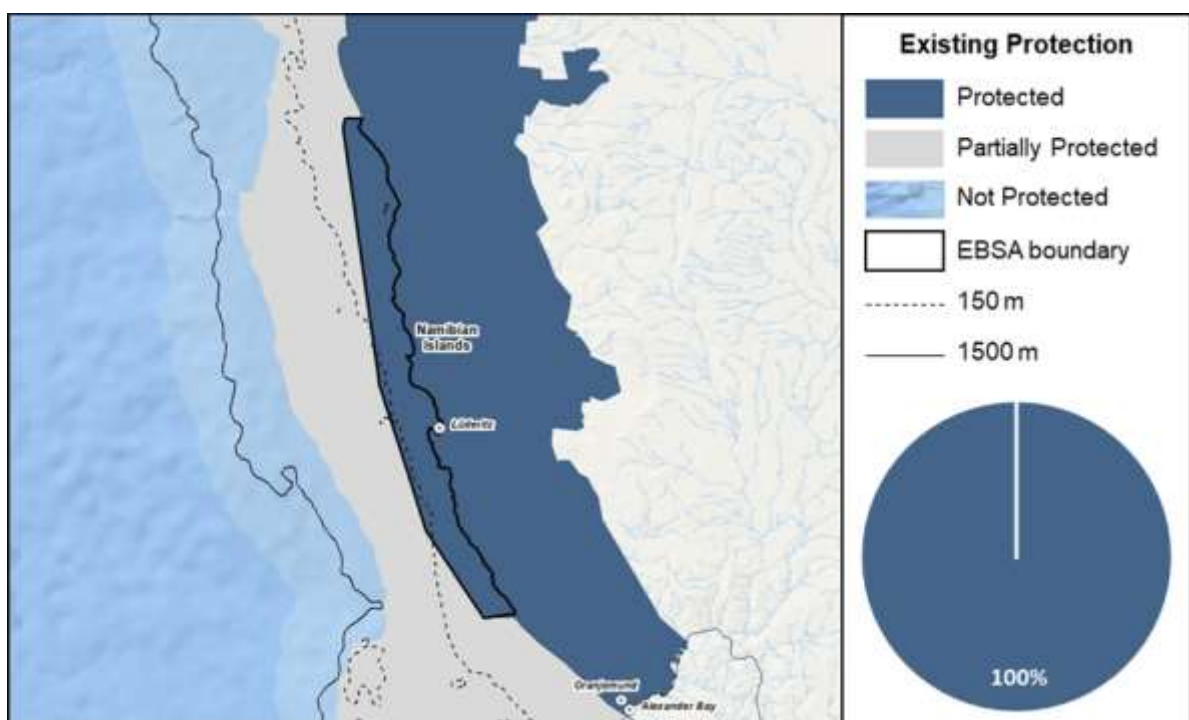 Namibian
Islands
Lüderitz
Oranjemund
Alexander Bay
Existing Protection
Protected
Partially Protected
Not Protected
EBSA boundary
150 m
1500 m
100%